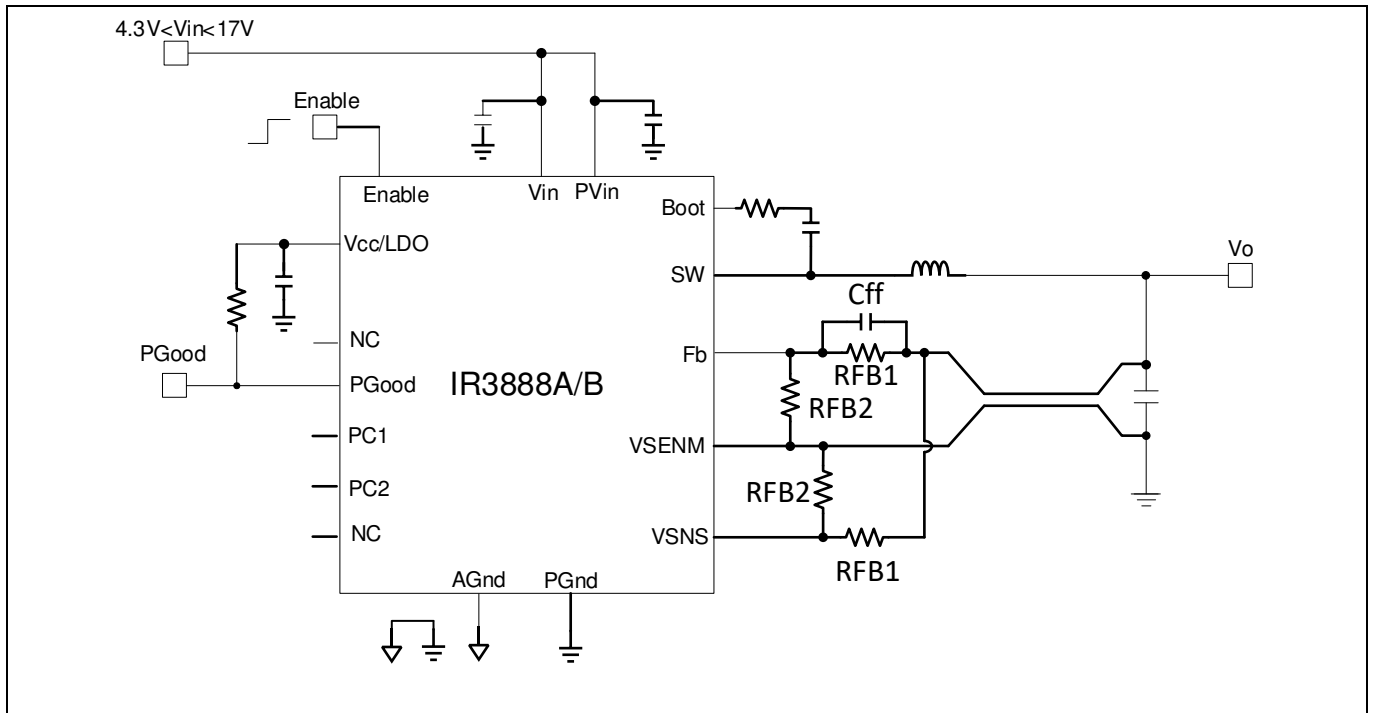 4.3V<Vin<17V
Enable
Enable
Vin
PVin
Boot
Vcc/LDO
SW
Vo
Cff
NC
Fb
RFB1
PGood
PGood
IR3888A/B
RFB2
PC1
VSENM
PC2
RFB2
NC
VSNS
RFB1
AGnd
PGnd